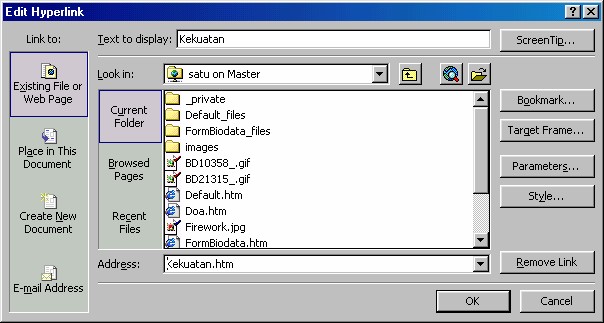 Edit Hyperlink
Link to:
Text to display: Kekuatan
ScreenTip...
Existing File or
Web Page
Look in: satu on Master
Place in This
Document
Create New
Document
E-mail Address
Current
Folder
Browsed
Pages
Recent
Files
_private
Default_files
FormBiodata_files
images
BD10358_.gif
BD21315_.gif
Default.htm
Doa.htm
Firework.jpg
FormBiodata.htm
Bookmark...
Target Frame...
Parameters...
Style...
Address: Kekuatan.htm
Remove Link
OK
Cancel